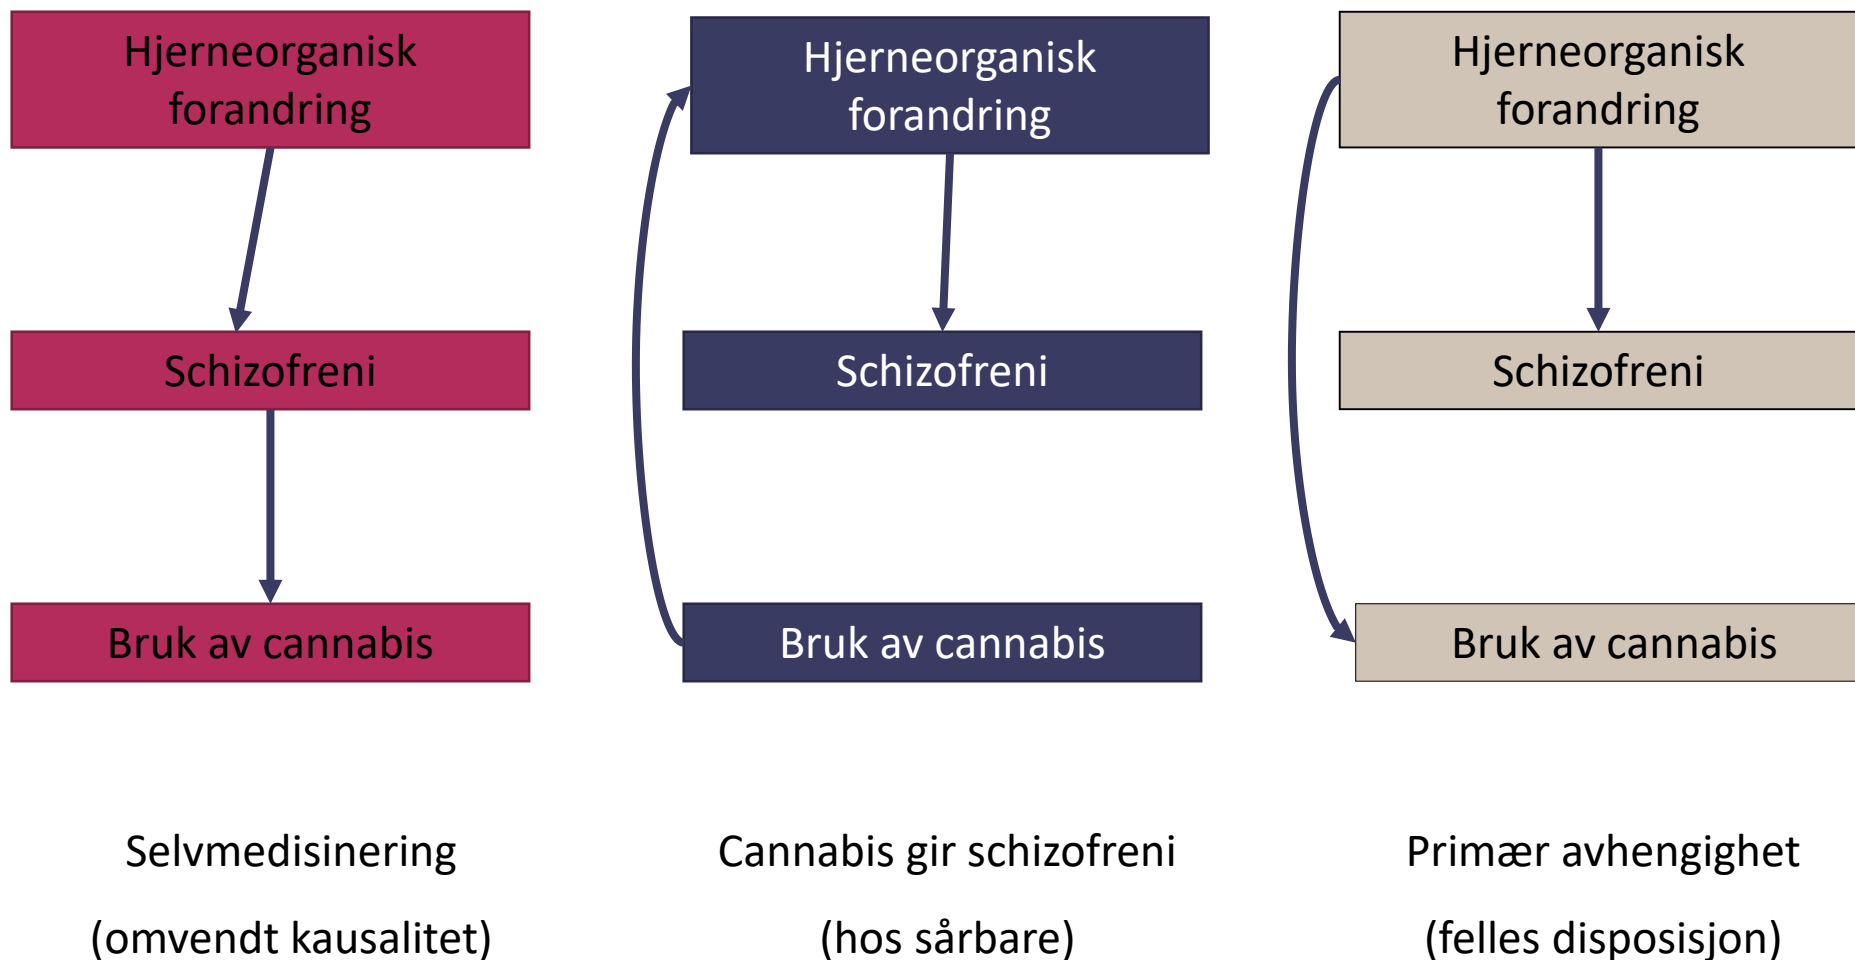 Hjerneorganisk
forandring
Schizofreni
Bruk av cannabis
Selvmedisinering
(omvendt kausalitet)
Hjerneorganisk
forandring
Schizofreni
Bruk av cannabis
Cannabis gir schizofreni
(hos sårbare)
Hjerneorganisk
forandring
Schizofreni
Bruk av cannabis
Primær avhengighet
(felles disposisjon)